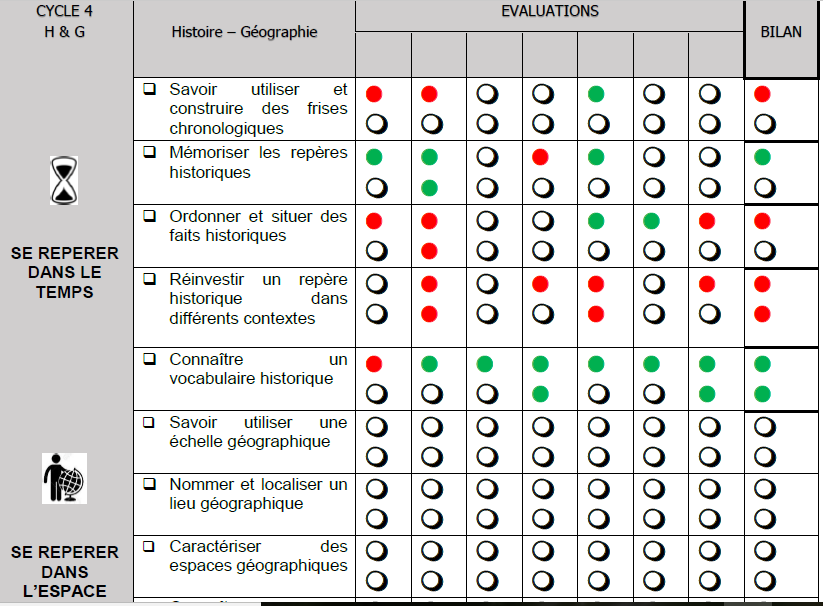 CYCLE 4
H & G
Histoire – Géographie
EVALUATIONS
BILAN
SE REPERER
DANS LE
TEMPS
Savoir utiliser et
construire des frises
chronologiques
Mémoriser les repères
historiques
Ordonner et situer des
faits historiques
Réinvestir un repère
historique dans
différents contextes
Connaître un
vocabulaire historique
SE REPERER
DANS
L'ESPACE
Savoir utiliser une
échelle géographique
Nommer et localiser un
lieu géographique
Caractériser des
espaces géographiques